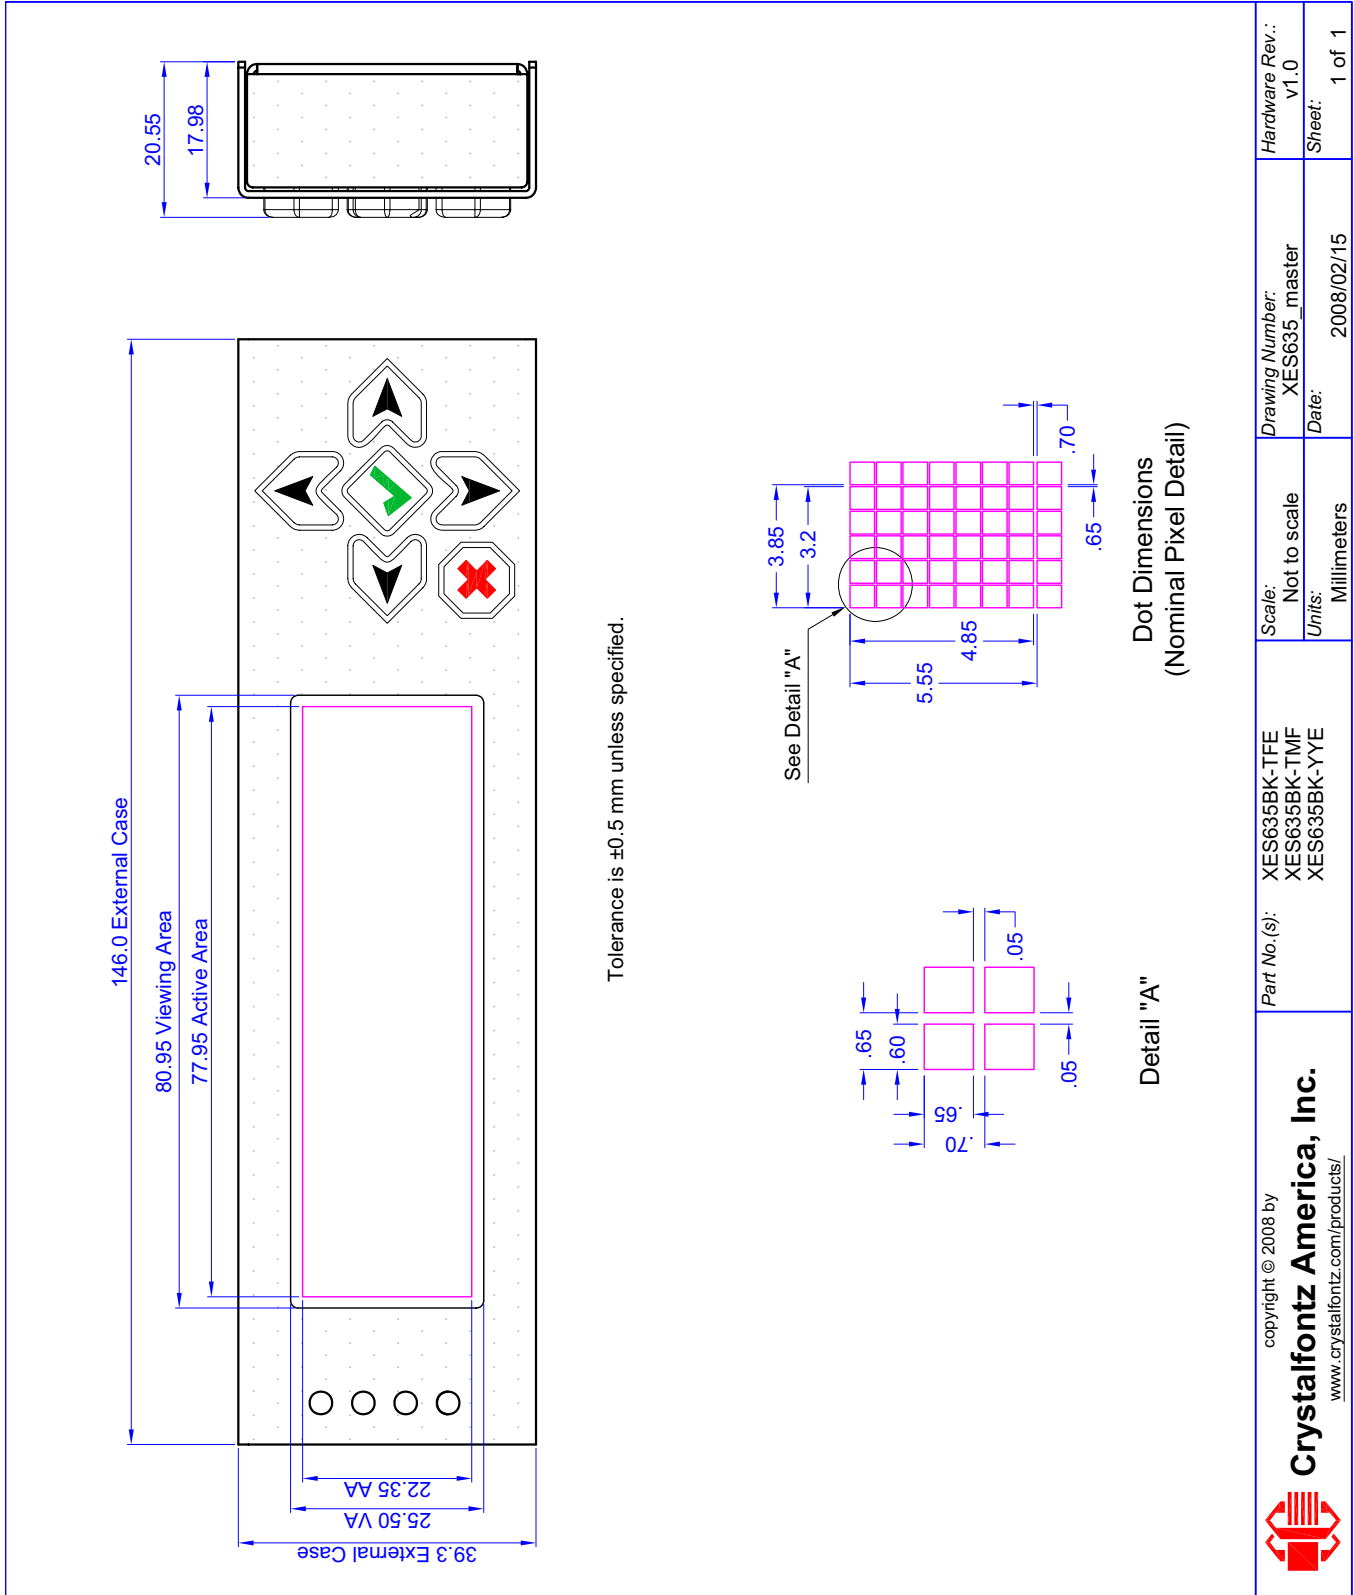 20.55
17.98
146.0 External Case
80.95 Viewing Area
77.95 Active Area
22.35 AA
25.50 VA
39.3 External Case
Tolerance is ±0.5 mm unless specified.
See Detail "A"
3.85
3.2
5.55
4.85
.70
.65
Dot Dimensions
(Nominal Pixel Detail)
.65
.60
.65
.70
.05
.05
Detail "A"
copyright © 2008 by
Crystalfontz America, Inc.
www.crystalfontz.com/products/
Part No.(s):
XES635BK-TFE
XES635BK-TMF
XES635BK-YYE
Scale:
Not to scale
Units:
Millimeters
Drawing Number:
XES635_master
Date:
2008/02/15
Hardware Rev.:
v1.0
Sheet:
1 of 1